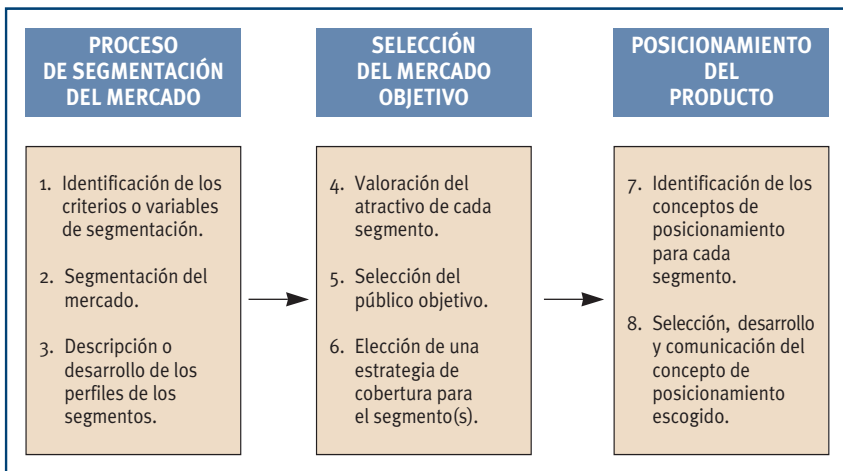 PROCESO
DE SEGMENTACIÓN
DEL MERCADO
1. Identificación de los
criterios o variables
de segmentación.
2. Segmentación del
mercado.
3. Descripción o
desarrollo de los
perfiles de los
segmentos.
SELECCIÓN
DEL MERCADO
OBJETIVO
4. Valoración del
atractivo de cada
segmento.
5. Selección del
público objetivo.
6. Elección de una
estrategia de
cobertura para
el segmento(s).
POSICIONAMIENTO
DEL
PRODUCTO
7. Identificación de los
conceptos de
posicionamiento
para cada
segmento.
8. Selección, desarrollo
y comunicación del
concepto de
posicionamiento
escogido.